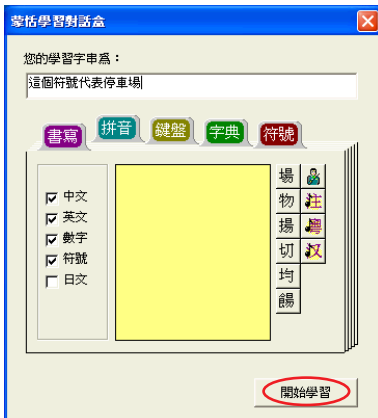 蒙恬學習對話盒
您的學習字串為：
這個符號代表停車場
書寫 拼音 鍵盤 字典 符號
中文
英文
數字
符號
日文
場
物 注
揚 粵
切 汉
均
餳
開始學習